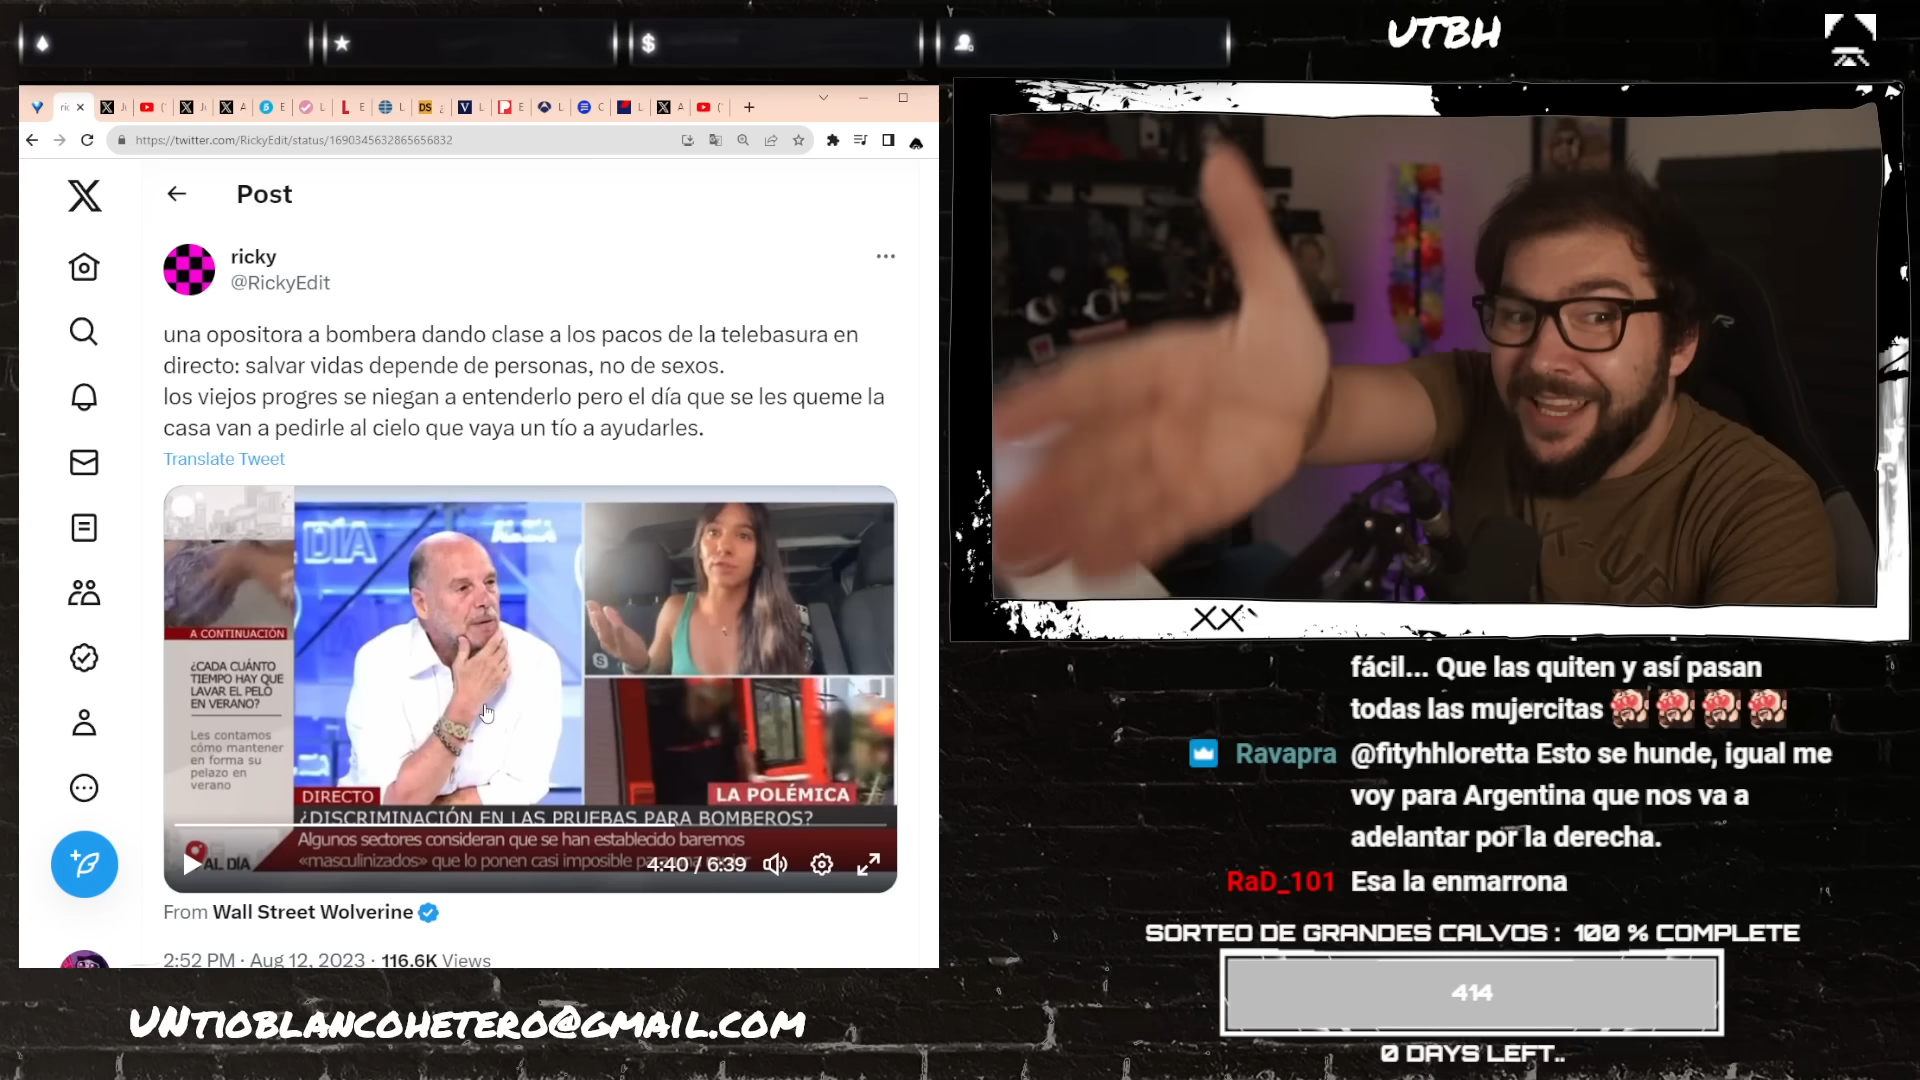 UTBH
https://twitter.com/RickyEdit/status/1690345632865656832
Post
ricky
@RickyEdit
una opositora a bombera dando clase a los pacos de la telebasura en
directo: salvar vidas depende de personas, no de sexos.
los viejos progres se niegan a entenderlo pero el día que se les queme la
casa van a pedirle al cielo que vaya un tío a ayudarles.
Translate Tweet
DÍA
A CONTINUACIÓN
¿CADA CUÁNTO
TIEMPO HAY QUE
LAVAR EL PELO
EN VERANO?
Les contamos
cómo mantener
en forma su
pelazo en
verano
DIRECTO
LA POLÉMICA
¿DISCRIMINACIÓN EN LAS PRUEBAS PARA BOMBEROS?
Algunos sectores consideran que se han establecido baremos
«masculinizados» que lo ponen casi imposible
4:40 / 6:39
AL DÍA
From Wall Street Wolverine
2:52 PM · Aug 12, 2023 · 116.6K Views
fácil... Que las quiten y así pasan
todas las mujercitas
Ravapra @fityhhloretta Esto se hunde, igual me
voy para Argentina que nos va a
adelantar por la derecha.
RaD_101 Esa la enmarrona
SORTEO DE GRANDES CALVOS : 100 % COMPLETE
414
0 DAYS LEFT..
UNTIOBLANCOHETERO@GMAIL.COM